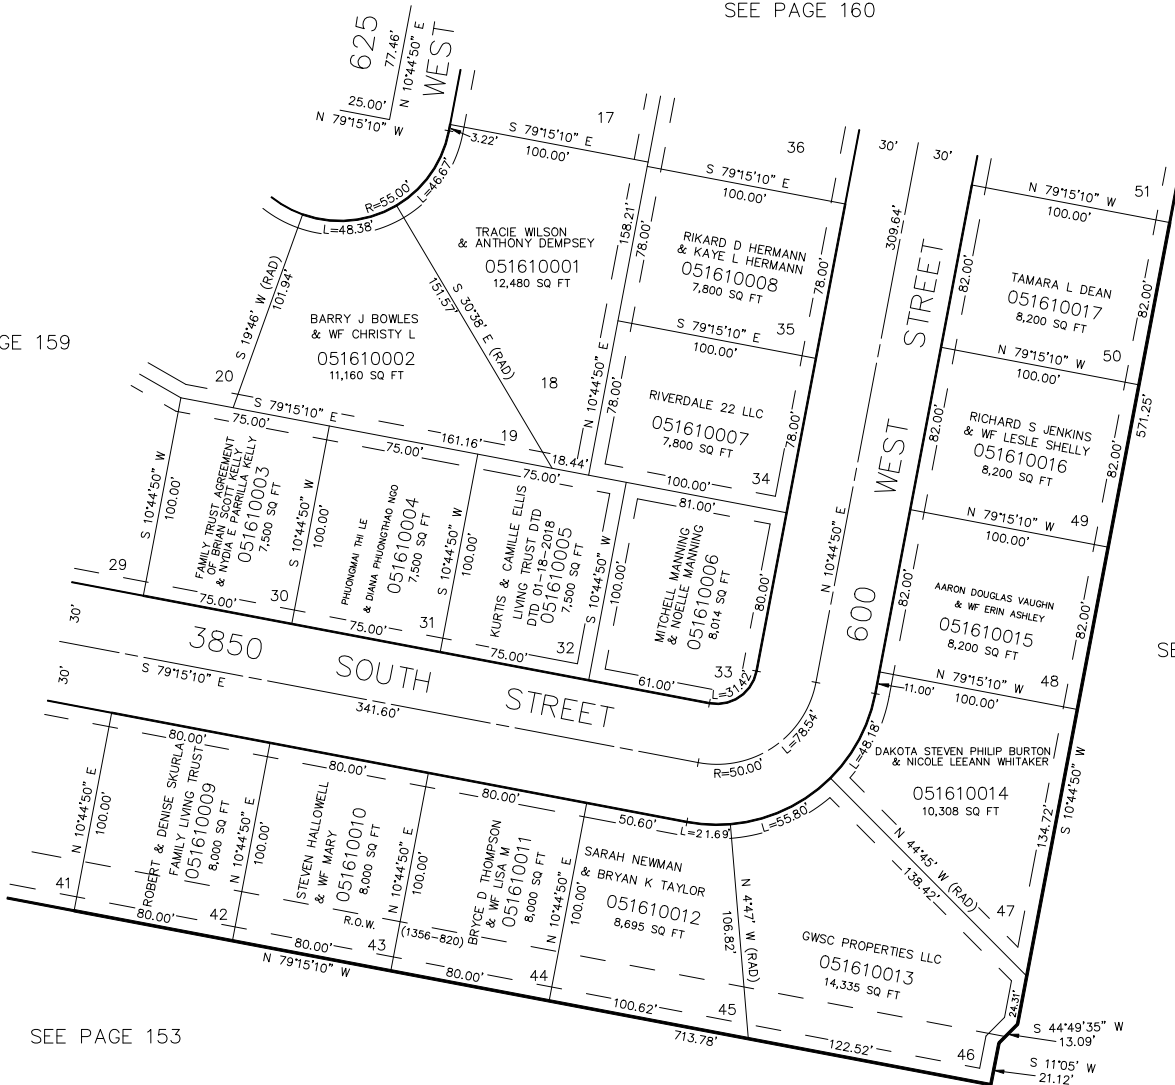 SEE PAGE 160
625
WEST
77.46'
N 10°44'50" E
25.00'
N 79°15'10" W
3.22'
S 79°15'10" E
100.00'
17
L=46.67'
R=55.00'
L=48.38'
36
S 79°15'10" E
100.00'
30'
30'
309.64'
51
N 79°15'10" W
100.00'
TRACIE WILSON
& ANTHONY DEMPSEY
051610001
12,480 SQ FT
158.21'
78.00'
RIKARD D HERMANN
& KAYE L HERMANN
051610008
7,800 SQ FT
78.00'
35
STREET
82.00'
TAMARA L DEAN
051610017
8,200 SQ FT
82.00'
50
S 19°46' W (RAD)
101.94'
BARRY J BOWLES
& WF CHRISTY L
051610002
11,160 SQ FT
151.57'
S 30°38' E (RAD)
GE 159
20
18
19
S 79°15'10" E
161.16'
18.44'
N 10°44'50" E
78.00'
S 79°15'10" E
100.00'
RIVERDALE 22 LLC
051610007
7,800 SQ FT
78.00'
34
100.00'
N 79°15'10" W
100.00'
571.25'
82.00'
RICHARD S JENKINS
& WF LESLE SHELLY
051610016
8,200 SQ FT
82.00'
49
WEST
S 10°44'50" W
100.00'
75.00'
FAMILY TRUST AGREEMENT
OF BRIAN SCOTT KELLY
& NYDIA E PARRILLA KELLY
051610003
7,500 SQ FT
75.00'
29
30
S 10°44'50" W
100.00'
75.00'
PHUONGMAI THI LE
& DIANA PHUONGTHAO NGO
051610004
7,500 SQ FT
75.00'
31
S 10°44'50" W
100.00'
75.00'
KURTIS & CAMILLE ELLIS
LIVING TRUST DTD
DTD 01-18-2018
051610005
7,500 SQ FT
75.00'
32
S 10°44'50" W
100.00'
81.00'
MITCHELL MANNING
& NOELLE MANNING
051610006
8,014 SQ FT
80.00'
33
61.00'
L=31.42'
N 10°44'50" E
600
N 79°15'10" W
100.00'
82.00'
AARON DOUGLAS VAUGHN
& WF ERIN ASHLEY
051610015
8,200 SQ FT
82.00'
48
SE
30'
30'
3850
SOUTH
STREET
S 79°15'10" E
341.60'
R=50.00'
L=78.54'
N 79°15'10" W
100.00'
11.00'
L=48.18'
DAKOTA STEVEN PHILIP BURTON
& NICOLE LEEANN WHITAKER
051610014
10,308 SQ FT
S 10°44'50" W
134.72'
47
N 44°45' W (RAD)
138.42'
N 10°44'50" E
100.00'
80.00'
ROBERT & DENISE SKURLA
FAMILY LIVING TRUST
051610009
8,000 SQ FT
41
80.00'
42
N 10°44'50" E
100.00'
80.00'
STEVEN HALLOWELL
& WF MARY
051610010
8,000 SQ FT
R.O.W.
(1356-820)
80.00'
43
N 10°44'50" E
100.00'
80.00'
BRYCE D THOMPSON
& WF LISA M
051610011
8,000 SQ FT
80.00'
44
N 10°44'50" E
100.00'
50.60'
L=21.69'
L=55.80'
SARAH NEWMAN
& BRYAN K TAYLOR
051610012
8,695 SQ FT
N 4°47' W (RAD)
106.82'
100.62'
45
GWSC PROPERTIES LLC
051610013
14,335 SQ FT
122.52'
46
24.31'
S 44°49'35" W
13.09'
S 11°05' W
21.12'
N 79°15'10" W
713.78'
SEE PAGE 153